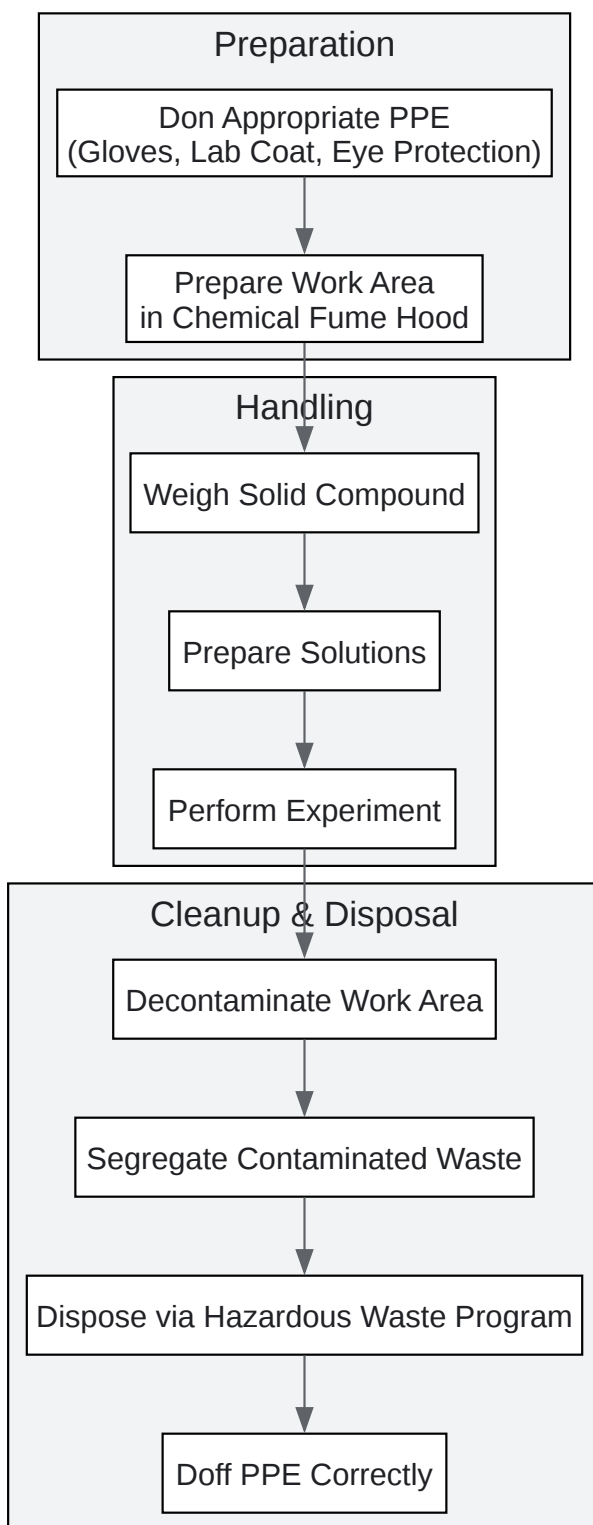 Preparation
Don Appropriate PPE
(Gloves, Lab Coat, Eye Protection)
Prepare Work Area
in Chemical Fume Hood
Handling
Weigh Solid Compound
Prepare Solutions
Perform Experiment
Cleanup & Disposal
Decontaminate Work Area
Segregate Contaminated Waste
Dispose via Hazardous Waste Program
Doff PPE Correctly